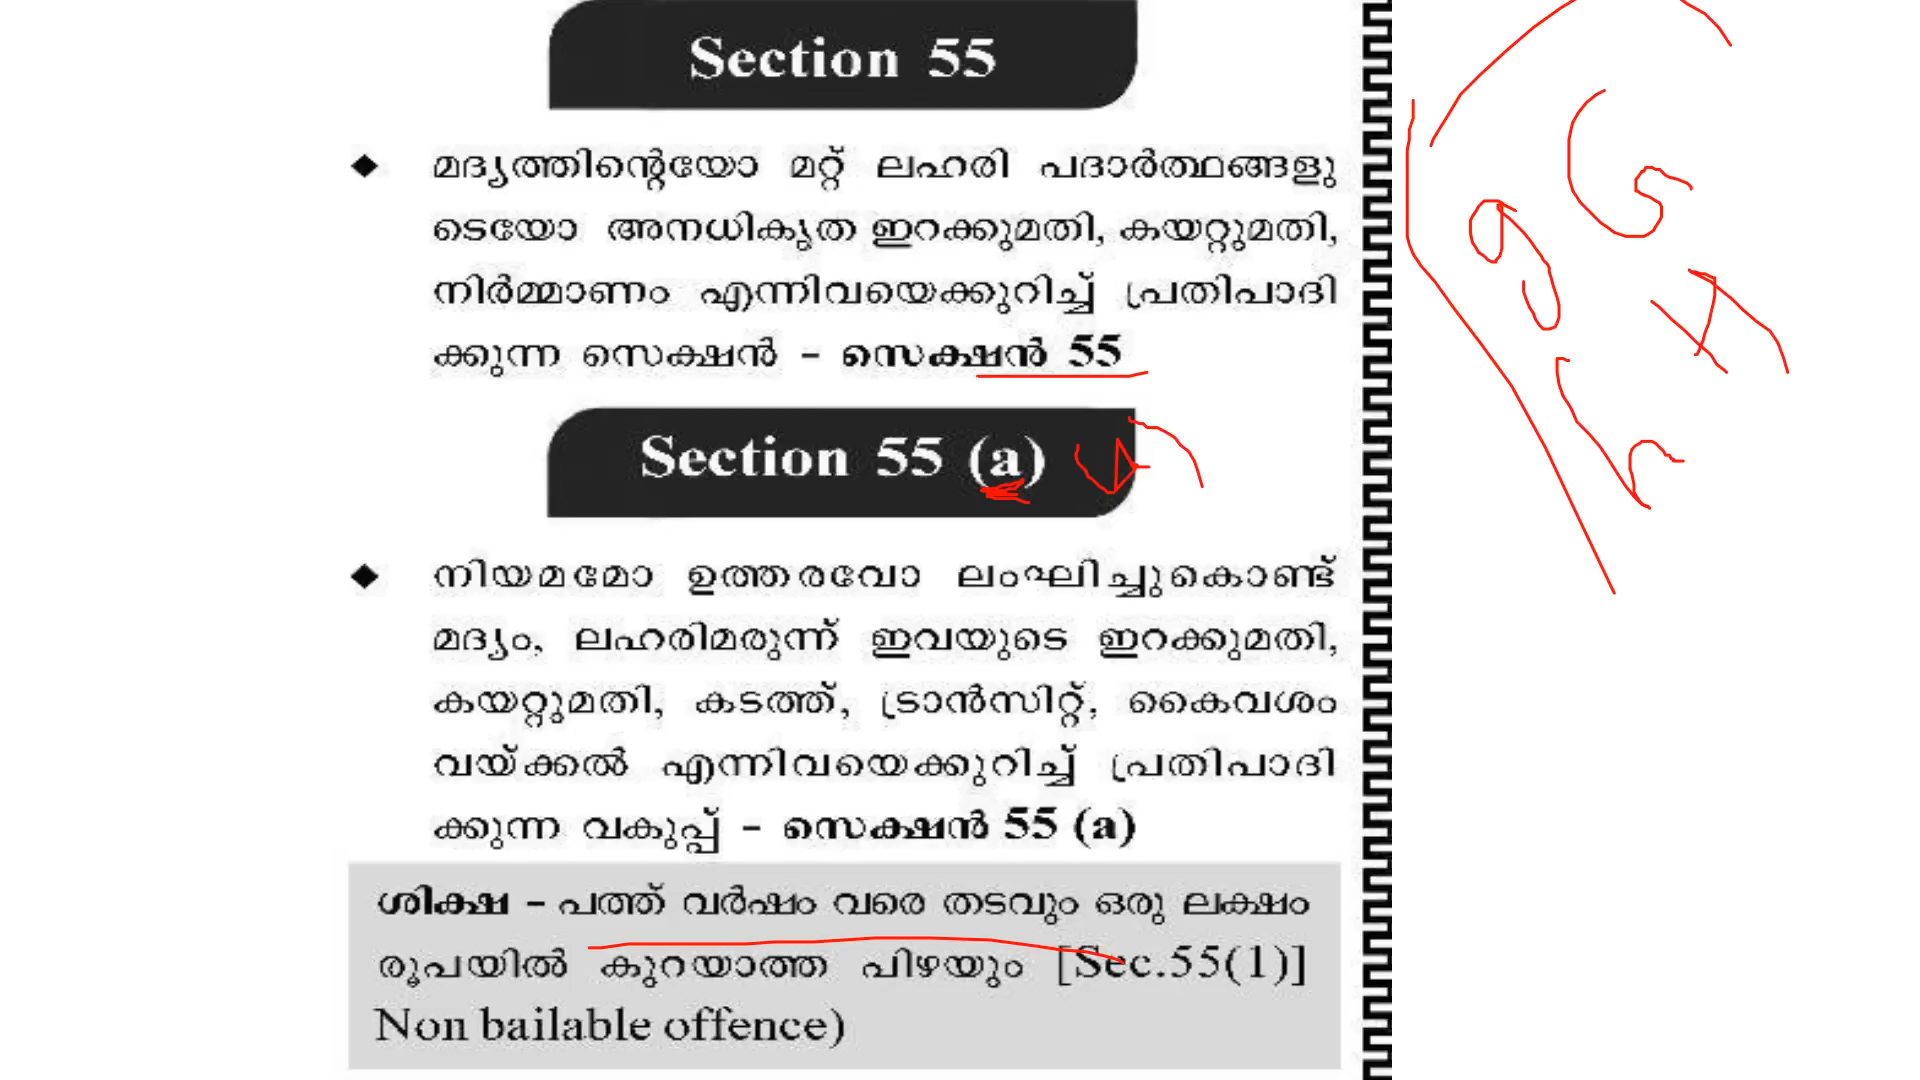 Section 55
◆ മദ്യത്തിന്റെയോ മറ്റ് ലഹരി പദാർത്ഥങ്ങളു
ടെയോ അനധികൃത ഇറക്കുമതി, കയറ്റുമതി,
നിർമ്മാണം എന്നിവയെക്കുറിച്ച് പ്രതിപാദി
ക്കുന്ന സെക്ഷൻ - സെക്ഷൻ 55
Section 55 (a)
◆ നിയമമോ ഉത്തരവോ ലംഘിച്ചുകൊണ്ട്
മദ്യം, ലഹരിമരുന്ന് ഇവയുടെ ഇറക്കുമതി,
കയറ്റുമതി, കടത്ത്, ട്രാൻസിറ്റ്, കൈവശം
വയ്ക്കൽ എന്നിവയെക്കുറിച്ച് പ്രതിപാദി
ക്കുന്ന വകുപ്പ് - സെക്ഷൻ 55 (a)
ശിക്ഷ - പത്ത് വർഷം വരെ തടവും ഒരു ലക്ഷം
രൂപയിൽ കുറയാത്ത പിഴയും [Sec.55(1)]
Non bailable offence)